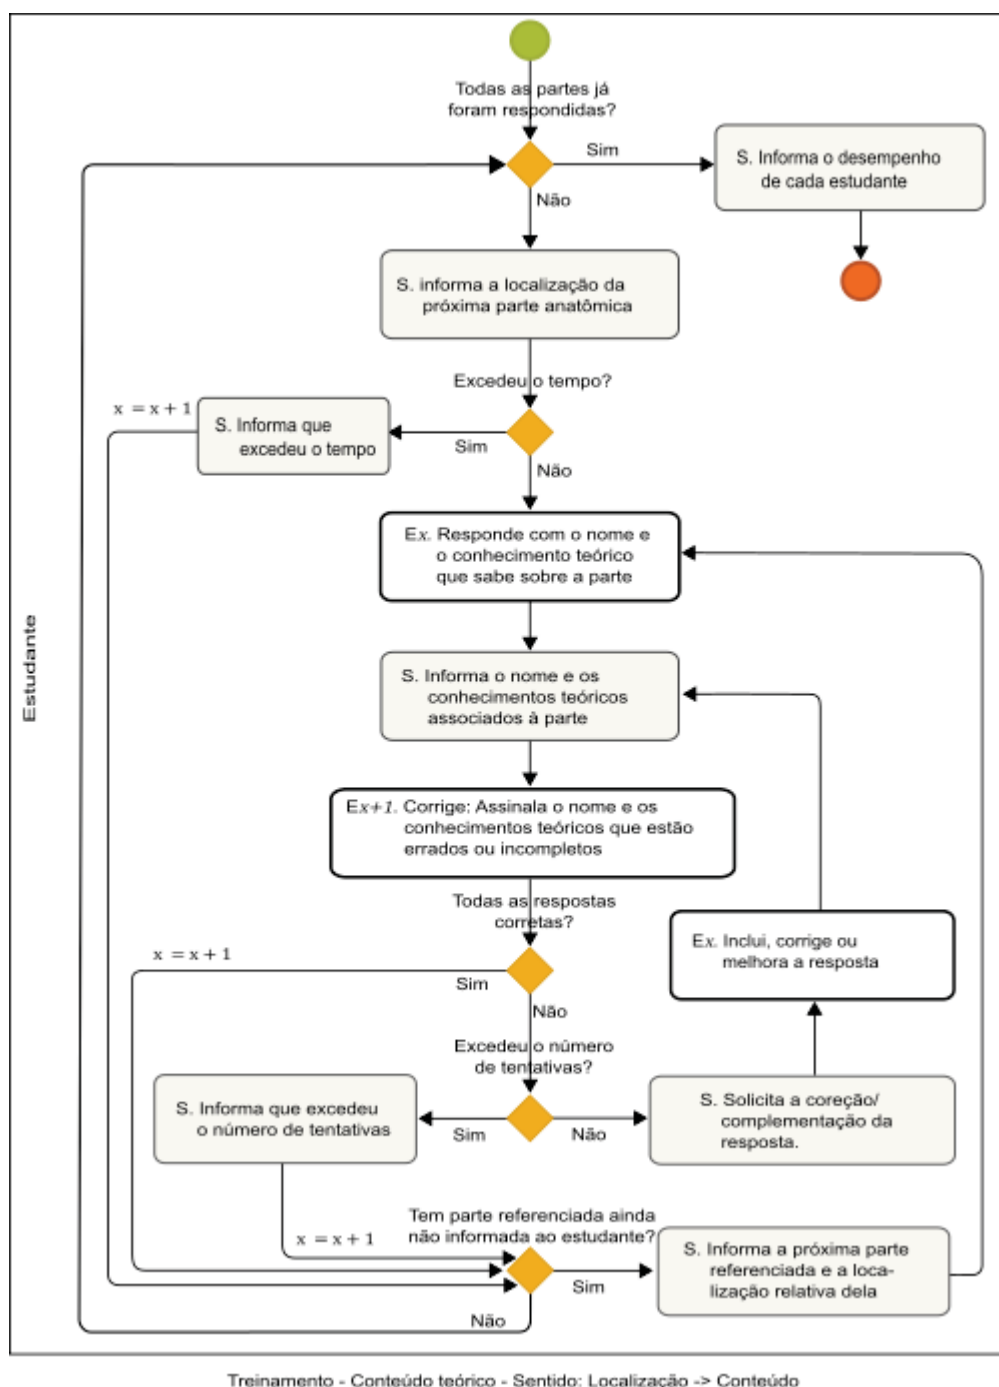 Todas as partes já
foram respondidas?
Sim
S. Informa o desempenho
de cada estudante
Não
S. informa a localização da
próxima parte anatômica
Excedeu o tempo?
x = x + 1
S. Informa que
excedeu o tempo
Sim
Não
Ex. Responde com o nome e
o conhecimento teórico
que sabe sobre a parte
S. Informa o nome e os
conhecimentos teóricos
associados à parte
Ex+1. Corrige: Assinala o nome e os
conhecimentos teóricos que estão
errados ou incompletos
Todas as respostas
corretas?
x = x + 1
Sim
Não
Ex. Inclui, corrige ou
melhora a resposta
Excedeu o número
de tentativas?
S. Informa que excedeu
o número de tentativas
Sim
Não
S. Solicita a coreção/
complementação da
resposta.
Tem parte referenciada ainda
não informada ao estudante?
x = x + 1
Sim
S. Informa a próxima parte
referenciada e a loca-
lização relativa dela
Não
Estudante
Treinamento - Conteúdo teórico - Sentido: Localização -> Conteúdo